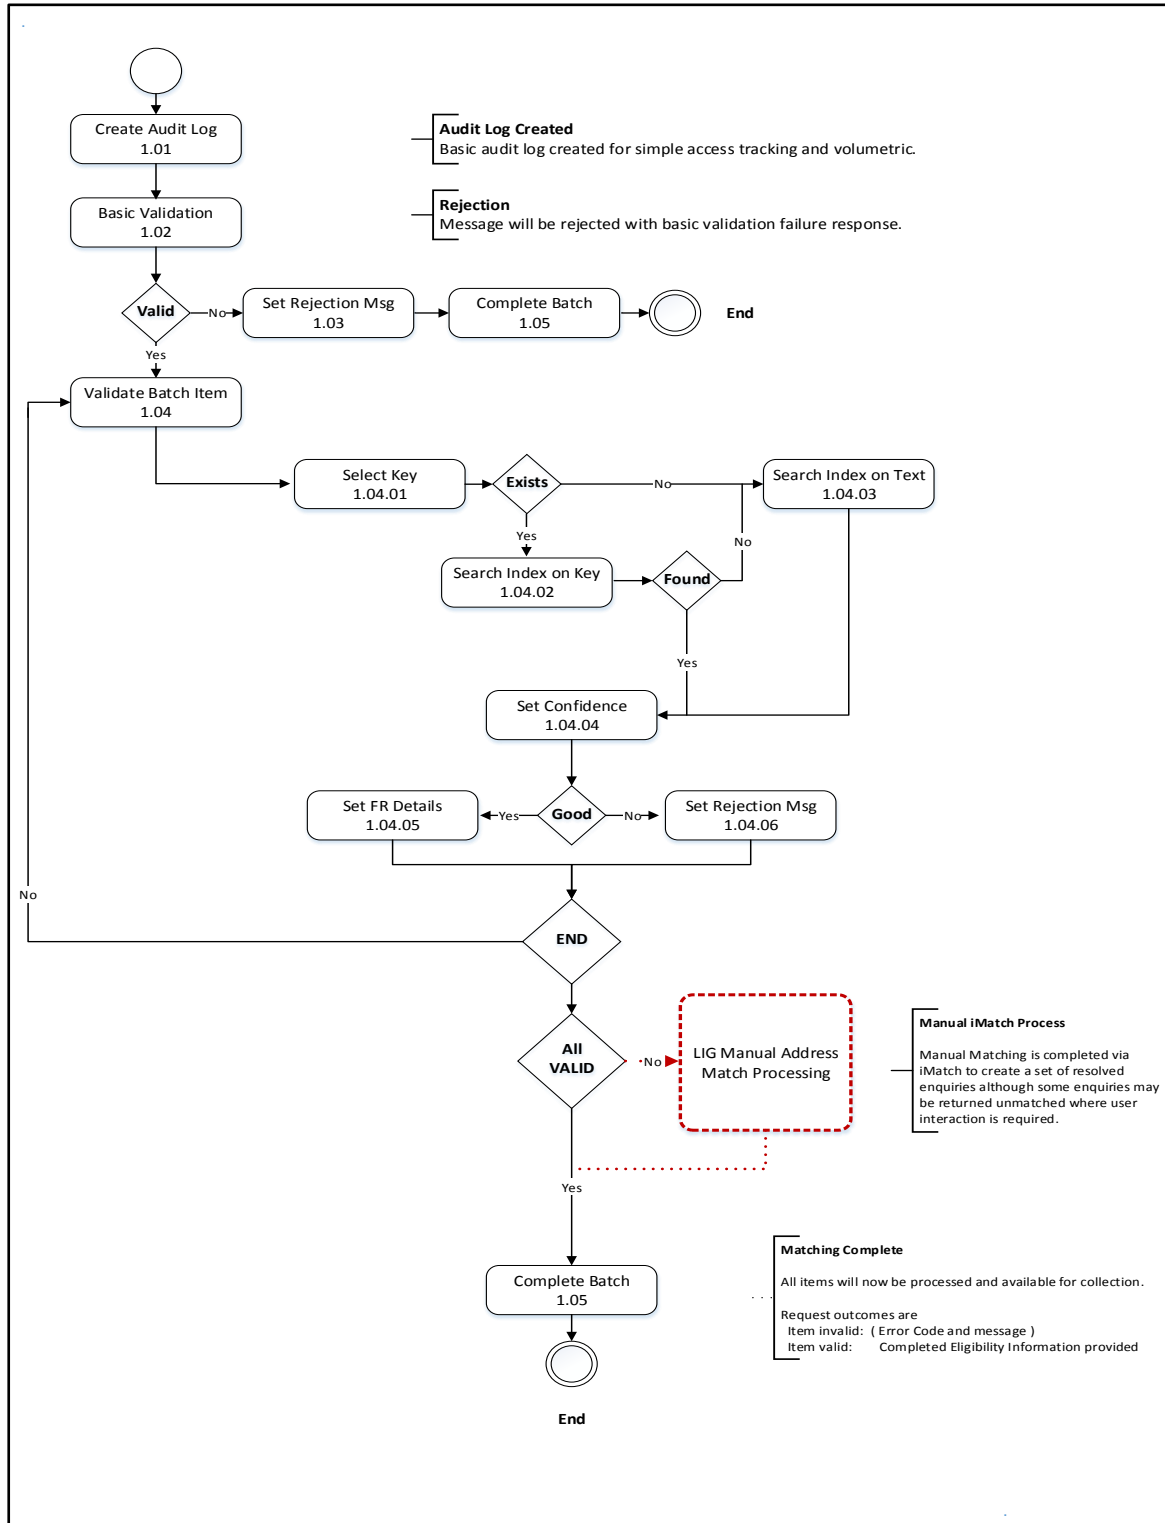 Create Audit Log
1.01
Audit Log Created
Basic audit log created for simple access tracking and volumetric.
Basic Validation
1.02
Rejection
Message will be rejected with basic validation failure response.
Valid
No
Set Rejection Msg
1.03
Complete Batch
1.05
End
Yes
Validate Batch Item
1.04
Select Key
1.04.01
Exists
No
Search Index on Text
1.04.03
Yes
No
Search Index on Key
1.04.02
Found
Yes
Set Confidence
1.04.04
Set FR Details
1.04.05
Yes
Good
No
Set Rejection Msg
1.04.06
No
END
All
VALID
No
LIG Manual Address
Match Processing
Manual iMatch Process
Manual Matching is completed via
iMatch to create a set of resolved
enquiries although some enquiries may
be returned unmatched where user
interaction is required.
Yes
Complete Batch
1.05
Matching Complete
All items will now be processed and available for collection.
Request outcomes are
Item invalid: ( Error Code and message )
Item valid: Completed Eligibility Information provided
End